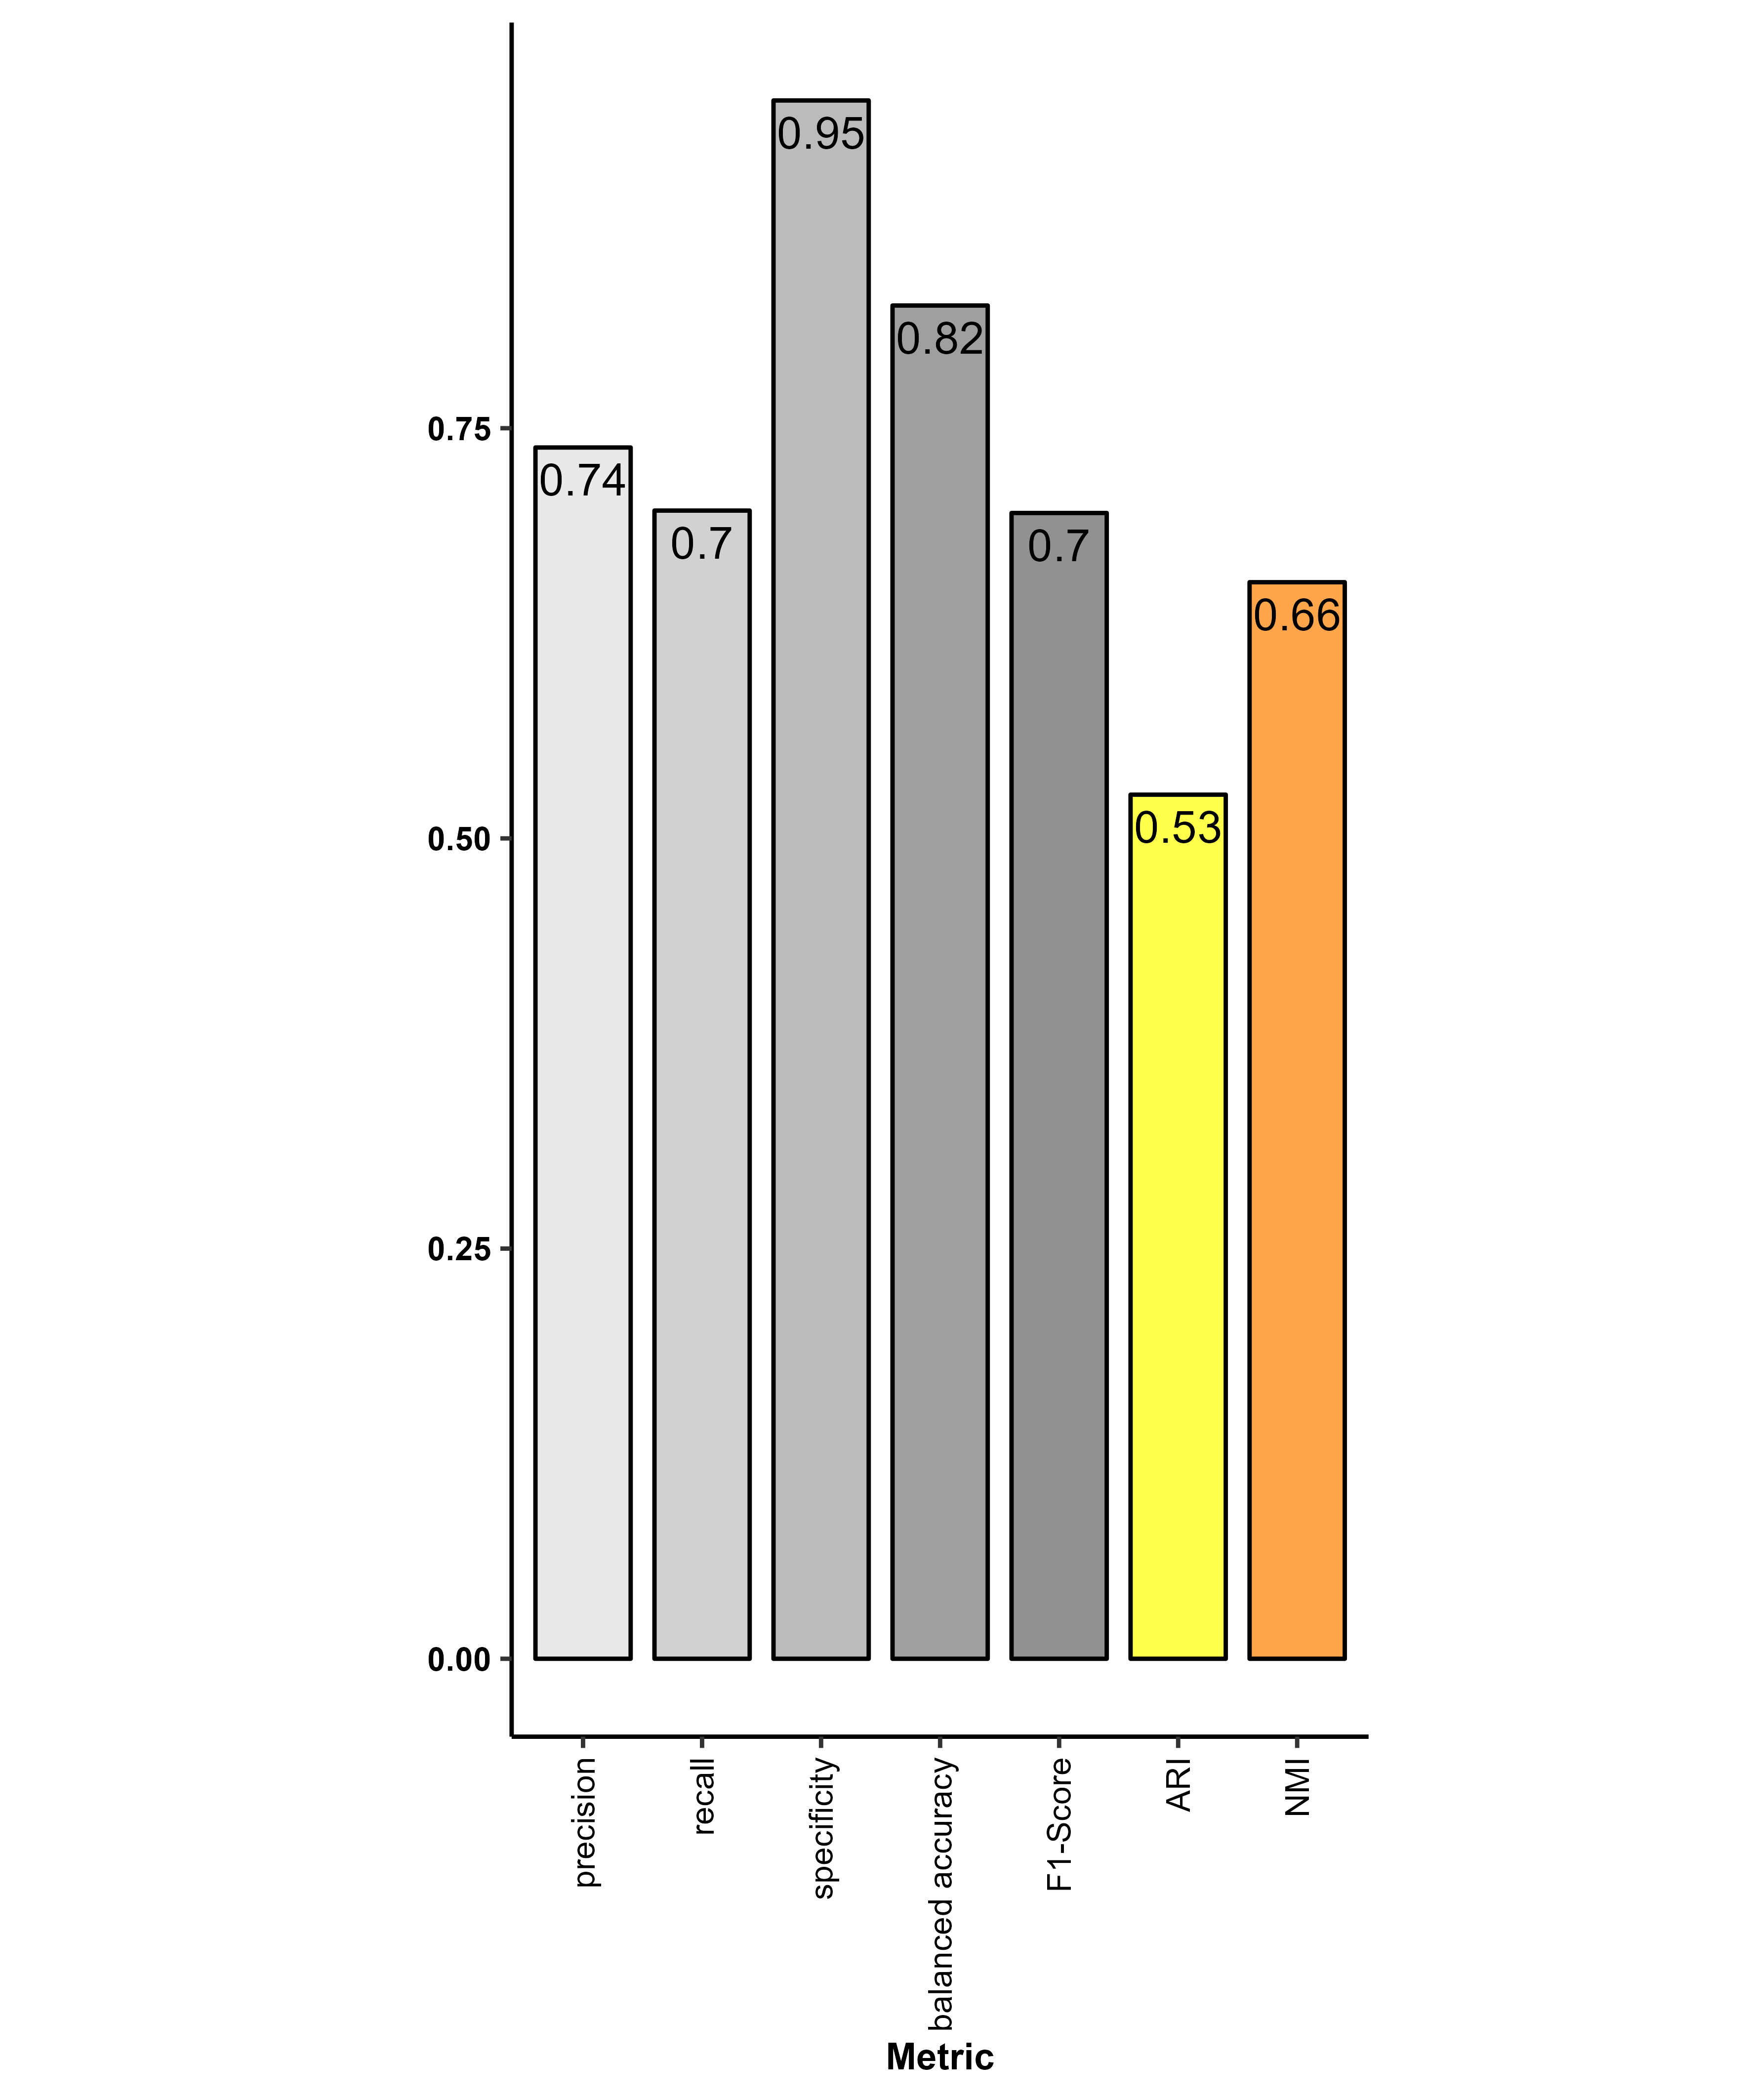 0.95
0.82
0.75
0.74
0.7
0.7
0.66
0.53
0.50
0.25
0.00
precision
recall
specificity
balanced accuracy
F1-Score
ARI
NMI
Metric